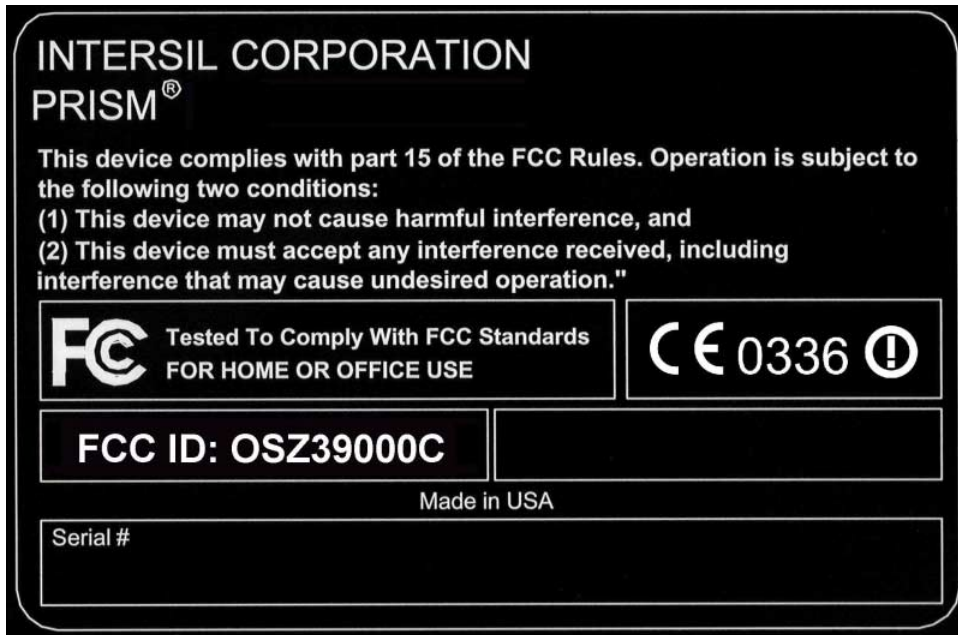 INTERSIL CORPORATION
PRISM®
This device complies with part 15 of the FCC Rules. Operation is subject to
the following two conditions:
(1) This device may not cause harmful interference, and
(2) This device must accept any interference received, including
interference that may cause undesired operation."
FC Tested To Comply With FCC Standards
FOR HOME OR OFFICE USE
CE 0336
FCC ID: OSZ39000C
Made in USA
Serial #